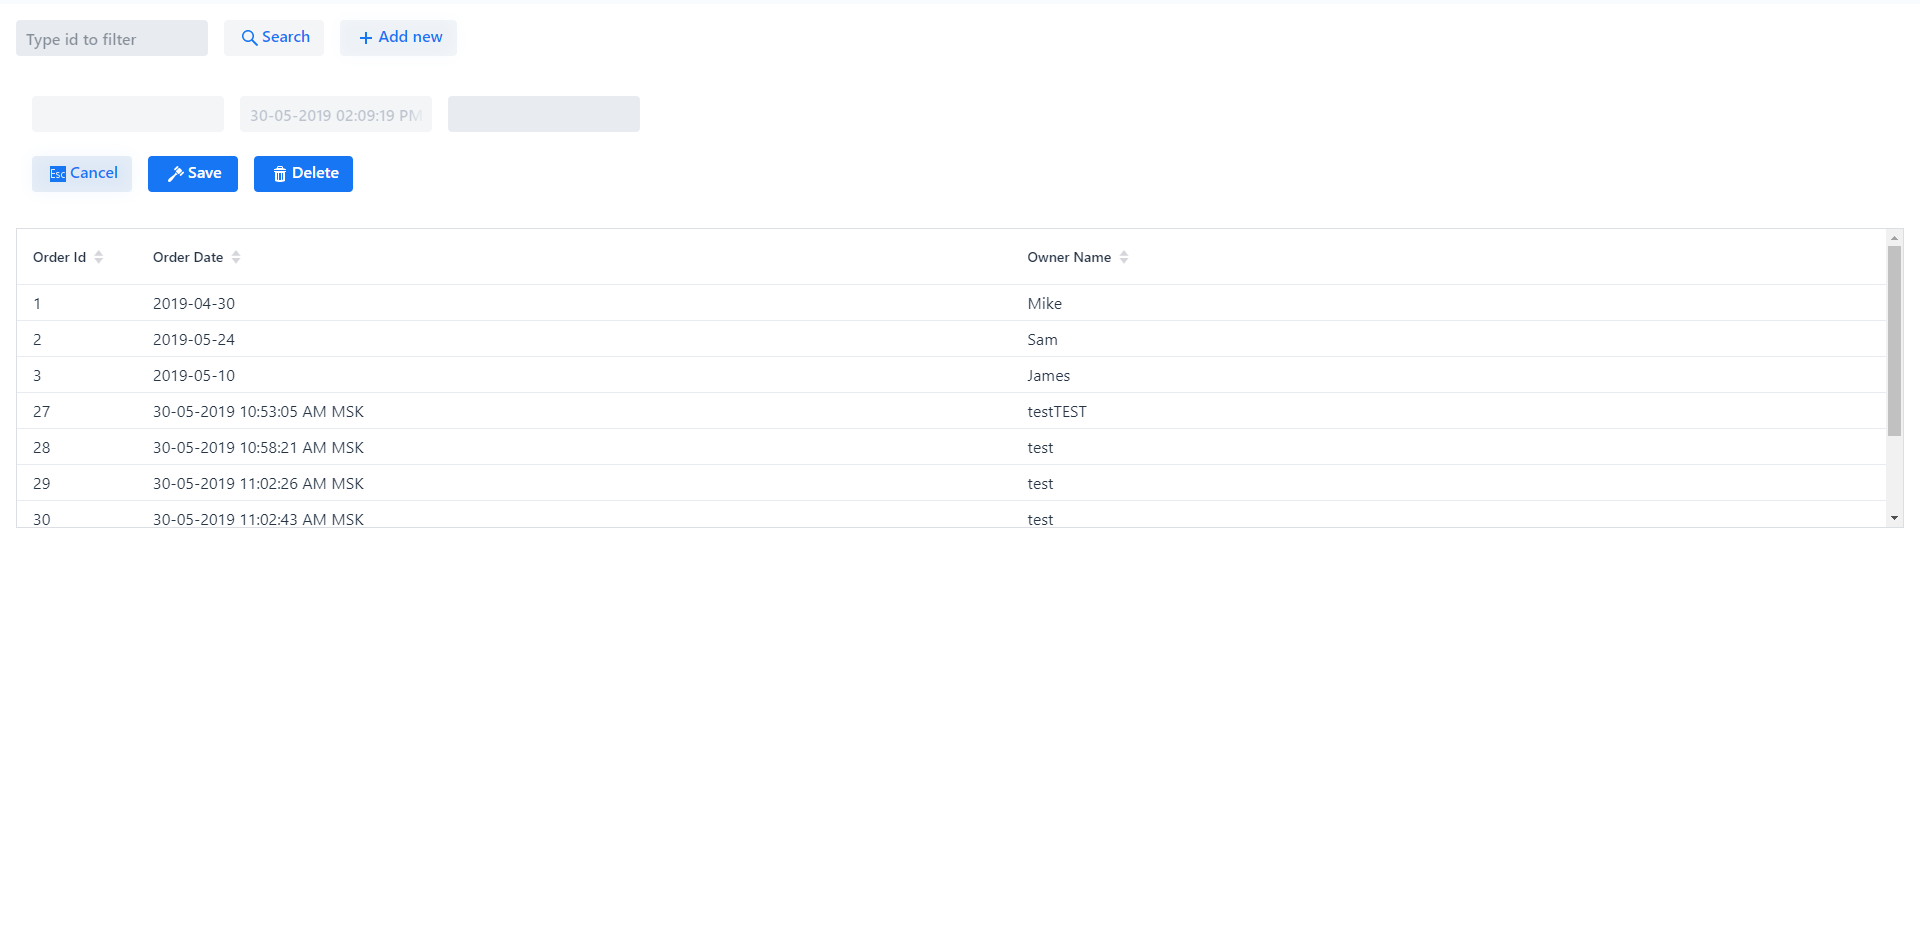 Type id to filter Search Add new
30-05-2019 02:09:19 PM
Esc Cancel Save Delete
Order Id Order Date Owner Name
1 2019-04-30 Mike
2 2019-05-24 Sam
3 2019-05-10 James
27 30-05-2019 10:53:05 AM MSK testTEST
28 30-05-2019 10:58:21 AM MSK test
29 30-05-2019 11:02:26 AM MSK test
30 30-05-2019 11:02:43 AM MSK test